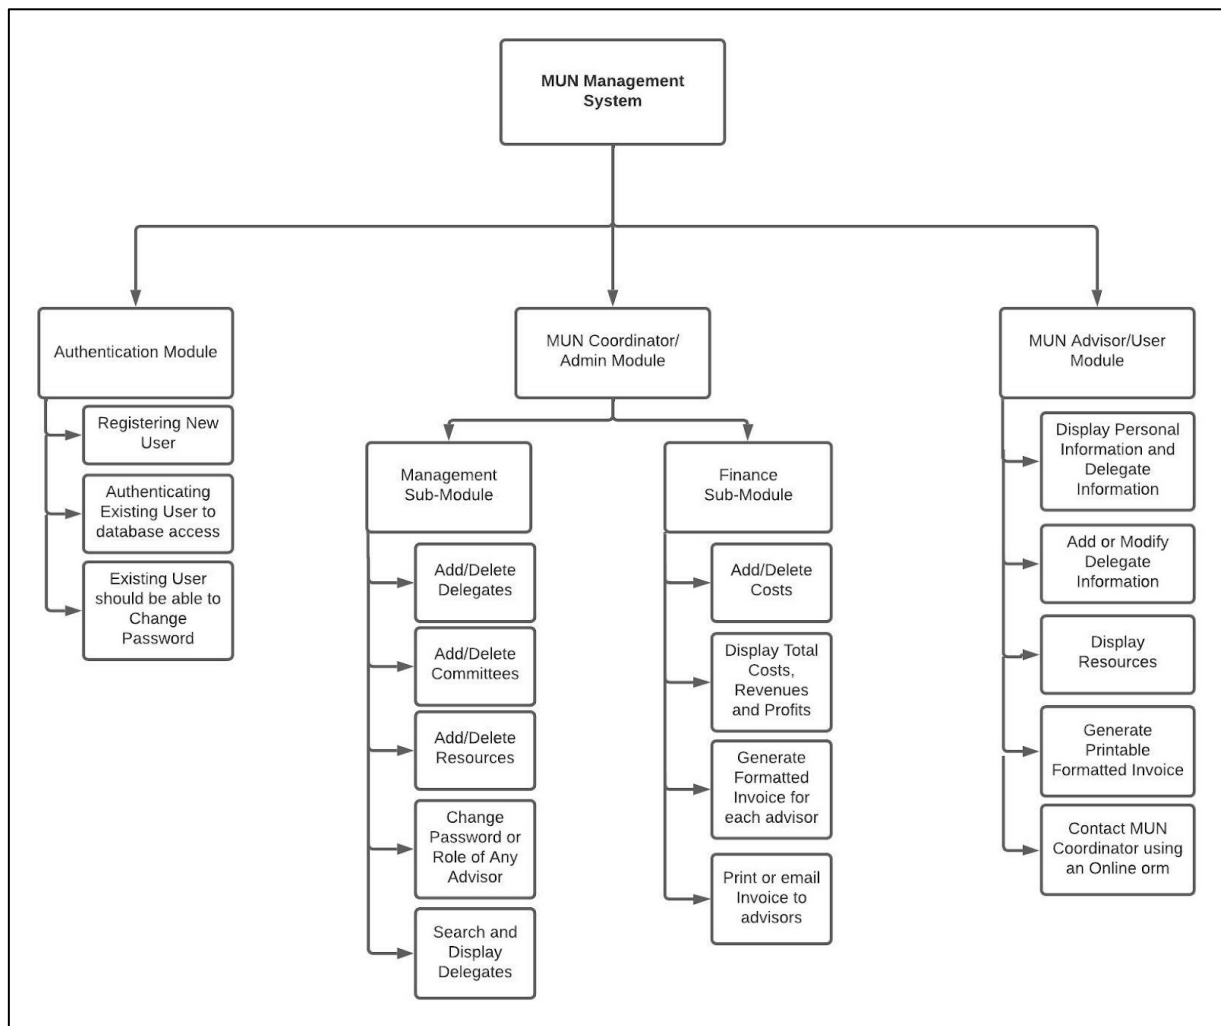 MUN Management
System
Authentication Module
Registering New
User
Authenticating
Existing User to
database access
Existing User
should be able to
Change
Password
MUN Coordinator/
Admin Module
Management
Sub-Module
Add/Delete
Delegates
Add/Delete
Committees
Add/Delete
Resources
Change
Password or
Role of Any
Advisor
Search and
Display
Delegates
Finance
Sub-Module
Add/Delete
Costs
Display Total
Costs,
Revenues
and Profits
Generate
Formatted
Invoice for
each advisor
Print or email
Invoice to
advisors
MUN Advisor/User
Module
Display Personal
Information and
Delegate
Information
Add or Modify
Delegate
Information
Display
Resources
Generate
Printable
Formatted Invoice
Contact MUN
Coordinator using
an Online orm